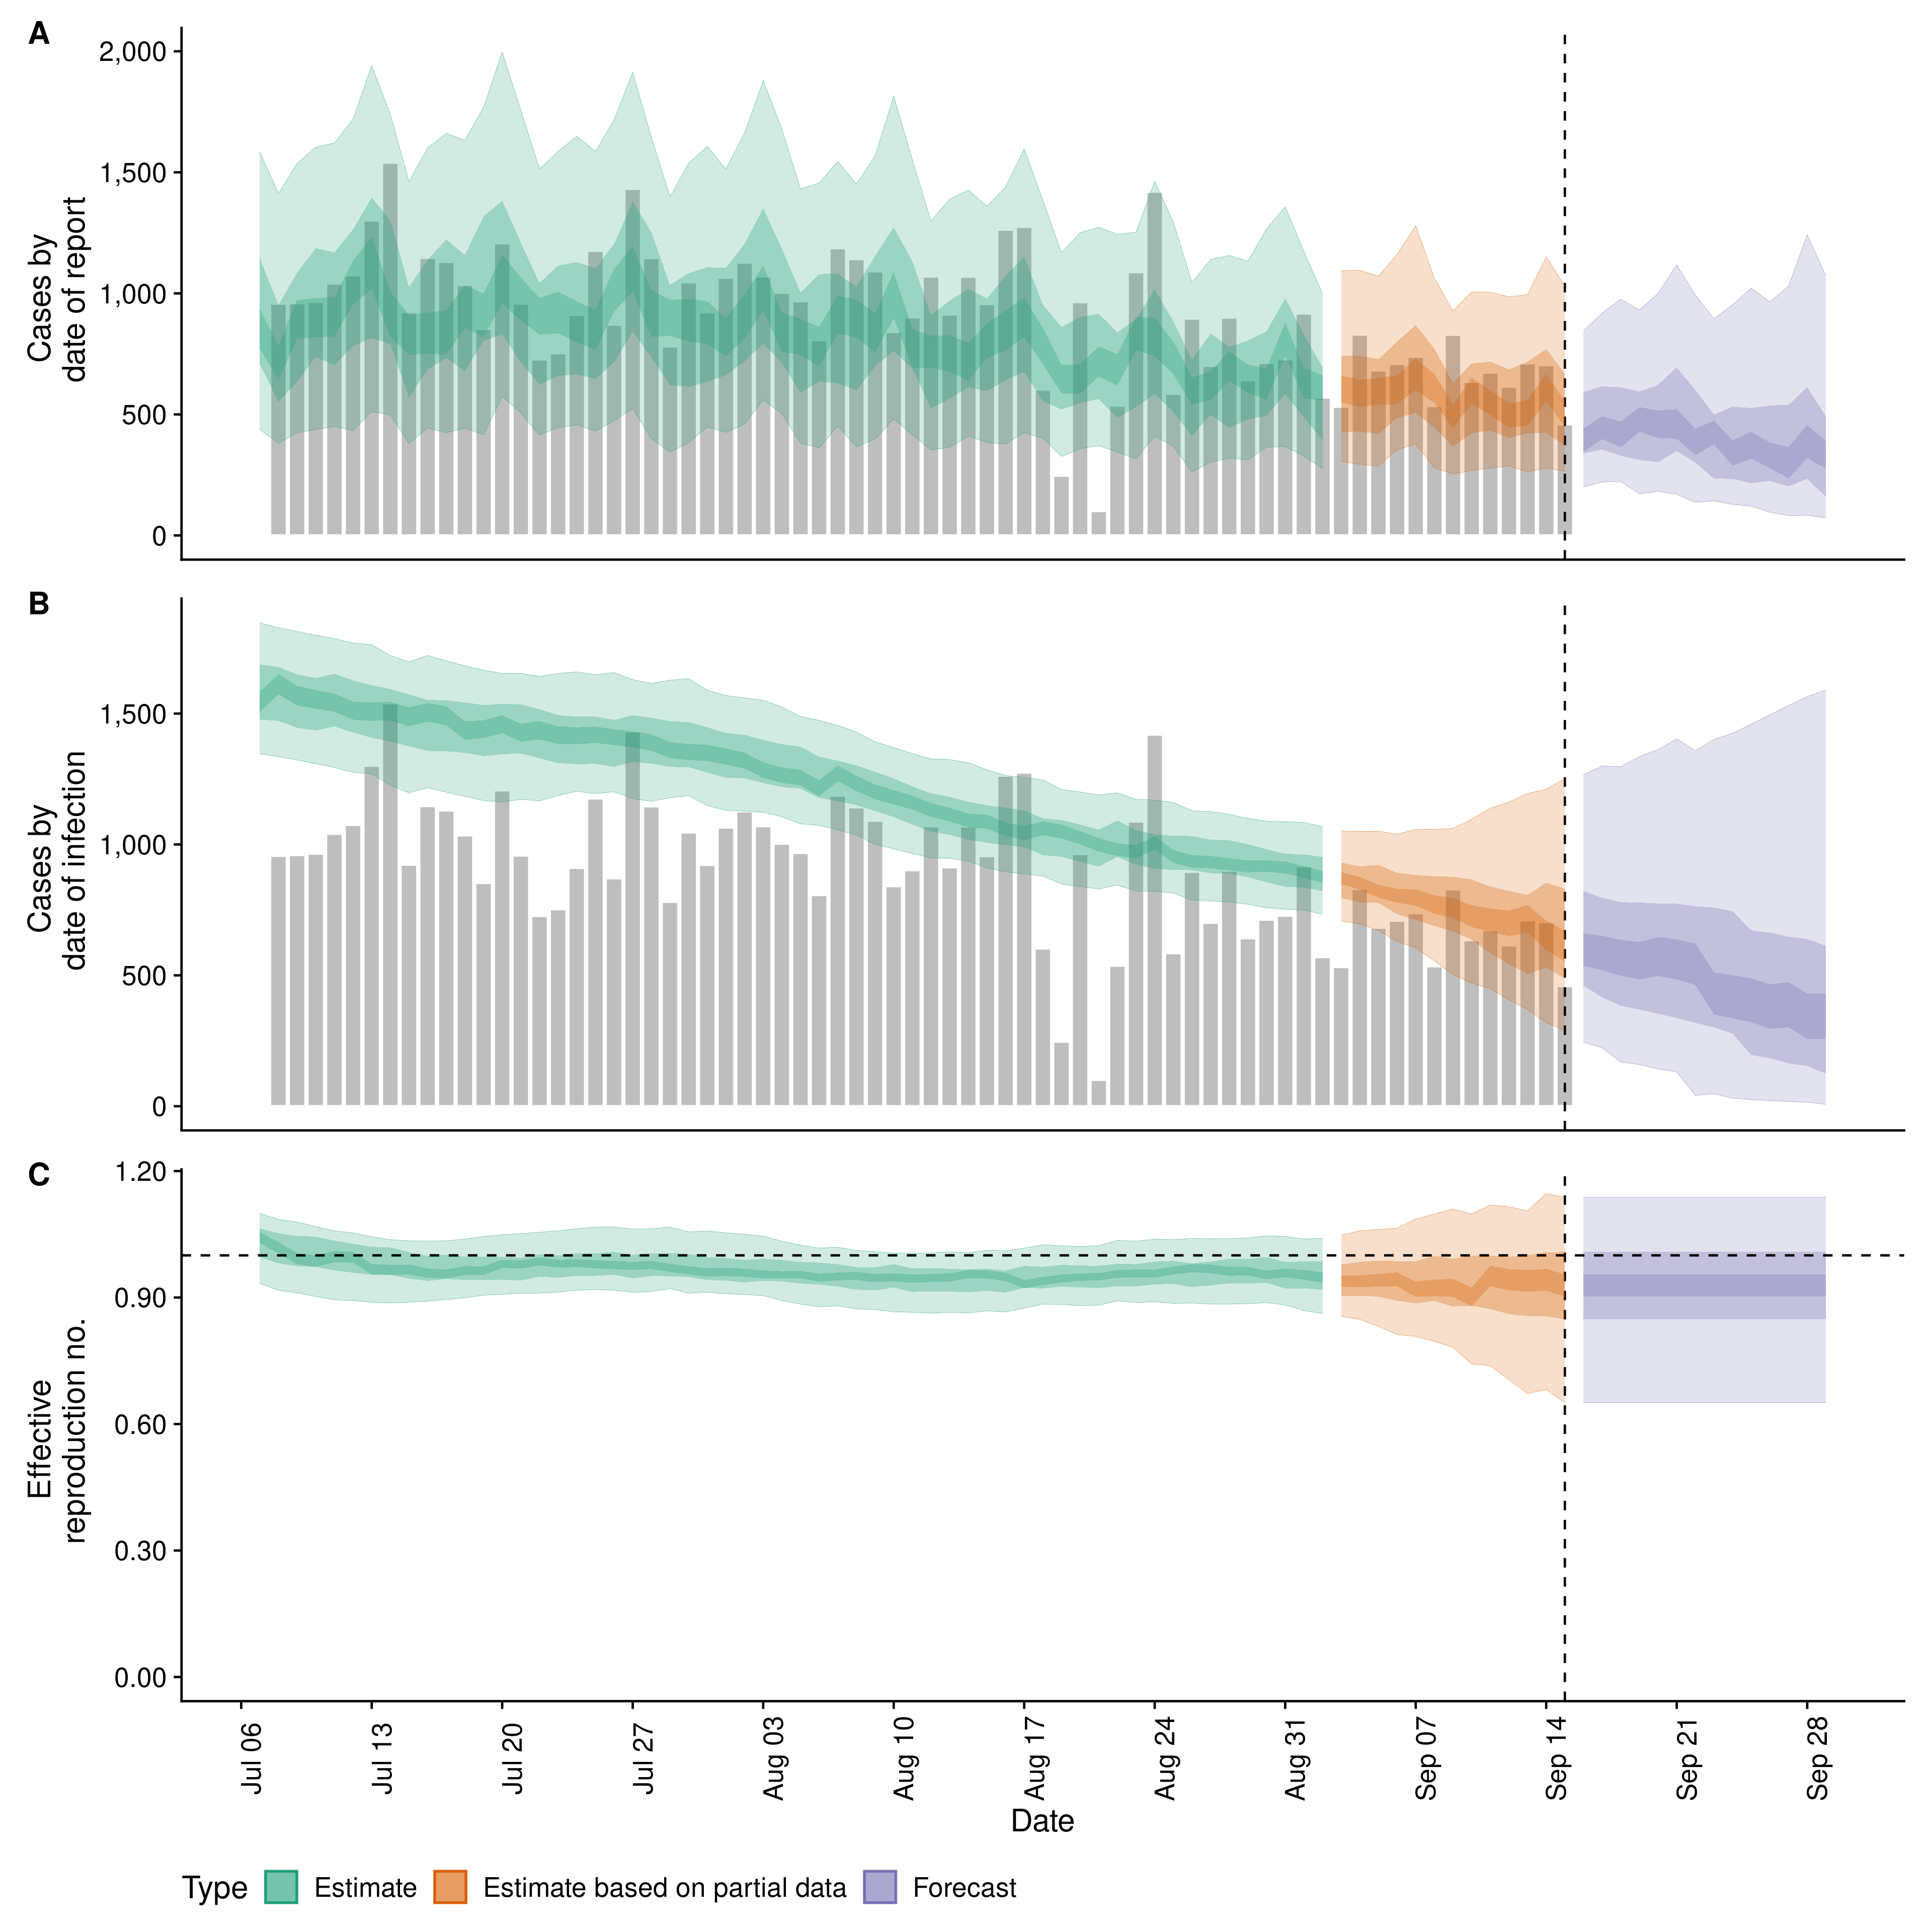 A
Cases by
date of report
2,000
1,500
1,000
500
0
B
Cases by
date of infection
1,500
1,000
500
0
C
Effective
reproduction no.
1.20
0.90
0.60
0.30
0.00
Jul 06
Jul 13
Jul 20
Jul 27
Aug 03
Aug 10
Aug 17
Aug 24
Aug 31
Sep 07
Sep 14
Sep 21
Sep 28
Date
Type
Estimate
Estimate based on partial data
Forecast